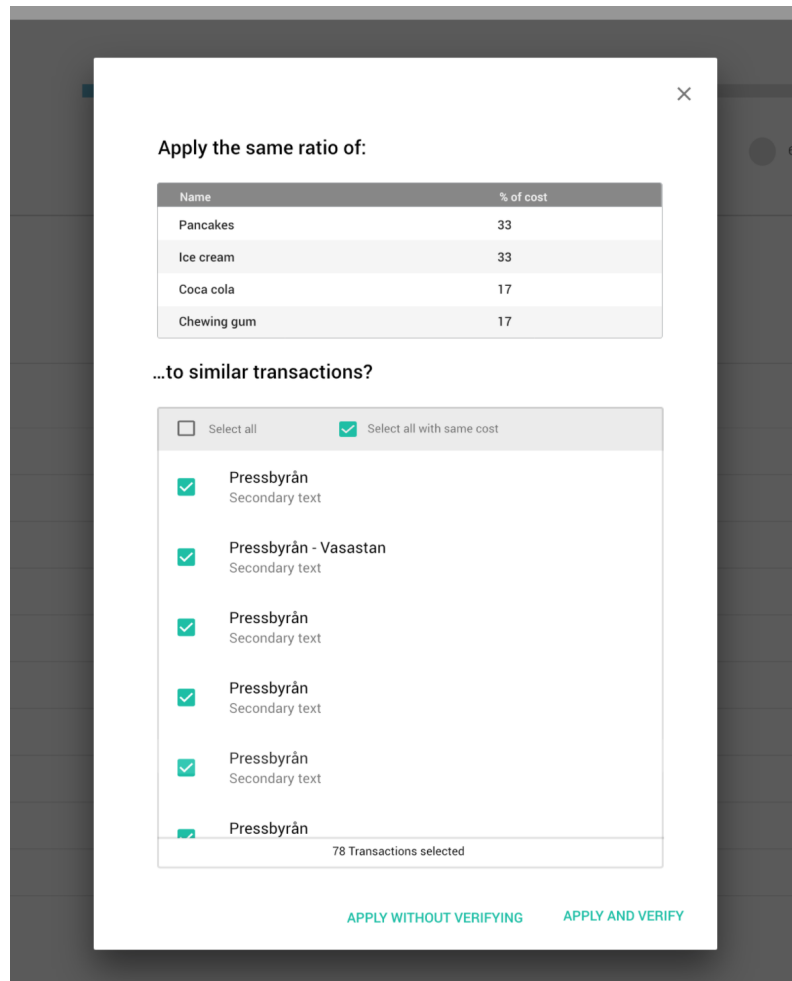 Apply the same ratio of:
Name % of cost
Pancakes 33
Ice cream 33
Coca cola 17
Chewing gum 17
...to similar transactions?
Select all Select all with same cost
Pressbyrån
Secondary text
Pressbyrån - Vasastan
Secondary text
Pressbyrån
Secondary text
Pressbyrån
Secondary text
Pressbyrån
Secondary text
Pressbyrån
78 Transactions selected
APPLY WITHOUT VERIFYING APPLY AND VERIFY